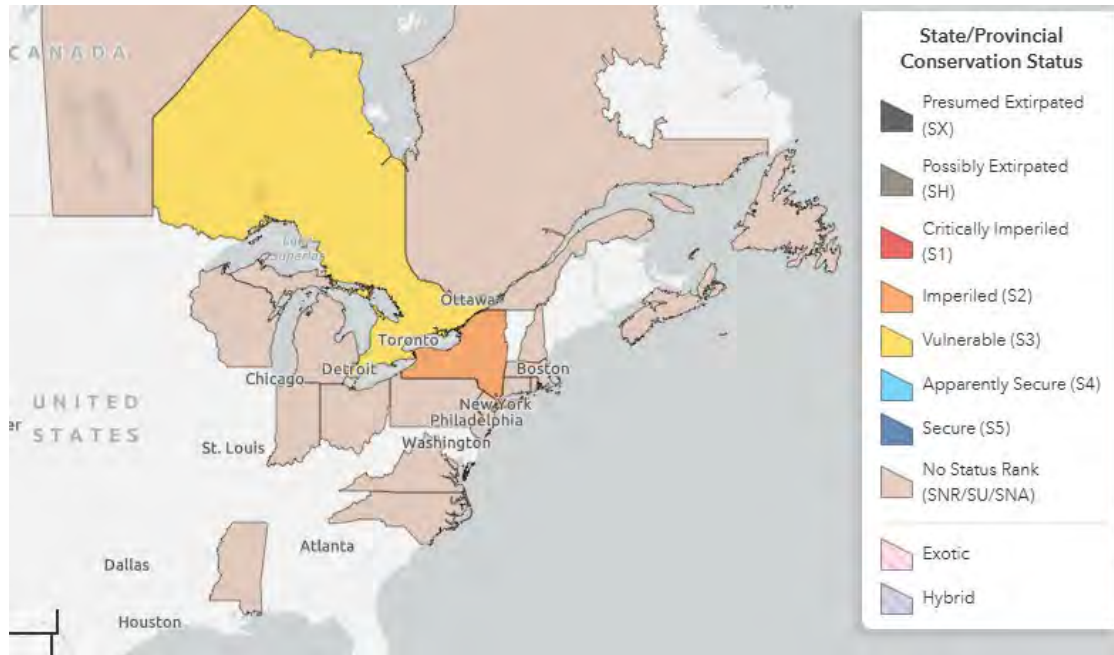 CANADA
Lake
Superior
Ottawa
Toronto
Detroit
Boston
Chicago
New York
Philadelphia
UNITED
STATES
St. Louis
Washington
Atlanta
Dallas
Houston
State/Provincial
Conservation Status
Presumed Extirpated
(SX)
Possibly Extirpated
(SH)
Critically Imperiled
(S1)
Imperiled (S2)
Vulnerable (S3)
Apparently Secure (S4)
Secure (S5)
No Status Rank
(SNR/SU/SNA)
Exotic
Hybrid